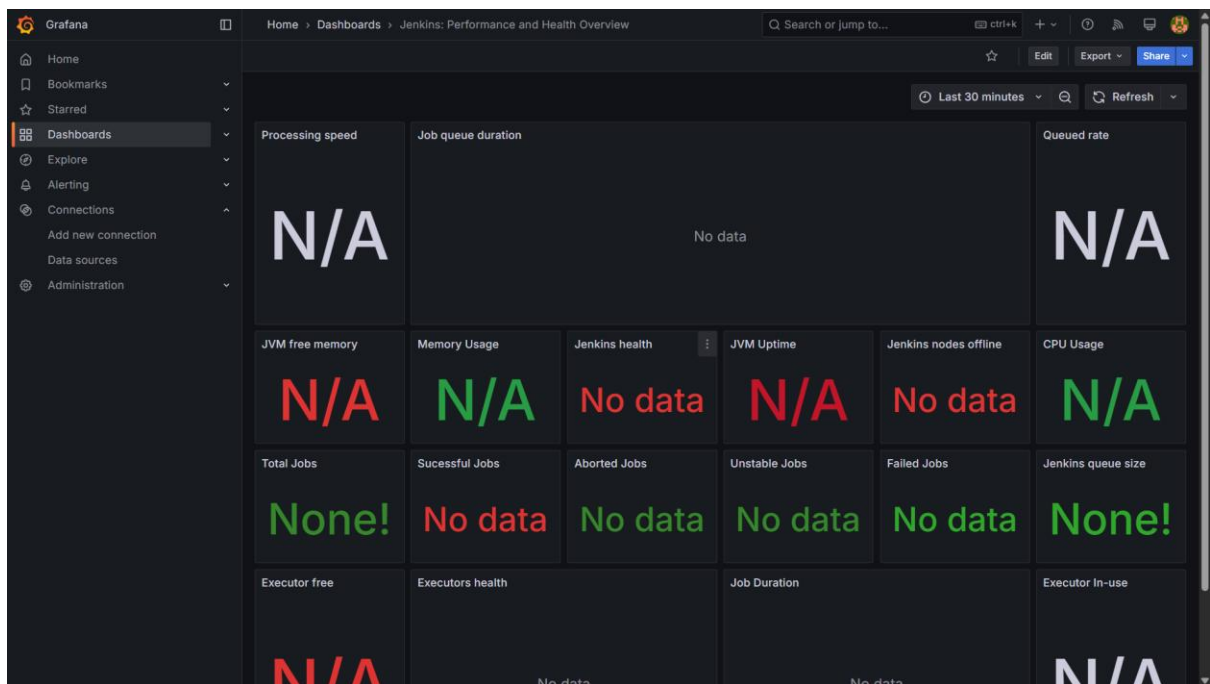 Grafana
Home › Dashboards › Jenkins: Performance and Health Overview
Search or jump to...
ctrl+k
Home
Bookmarks
Starred
Dashboards
Explore
Alerting
Connections
Add new connection
Data sources
Administration
Edit
Export
Share
Last 30 minutes
Refresh
Processing speed
N/A
Job queue duration
No data
Queued rate
N/A
JVM free memory
N/A
Memory Usage
N/A
Jenkins health
No data
JVM Uptime
N/A
Jenkins nodes offline
No data
CPU Usage
N/A
Total Jobs
None!
Sucessful Jobs
No data
Aborted Jobs
No data
Unstable Jobs
No data
Failed Jobs
No data
Jenkins queue size
None!
Executor free
N/A
Executors health
No data
Job Duration
No data
Executor In-use
N/A